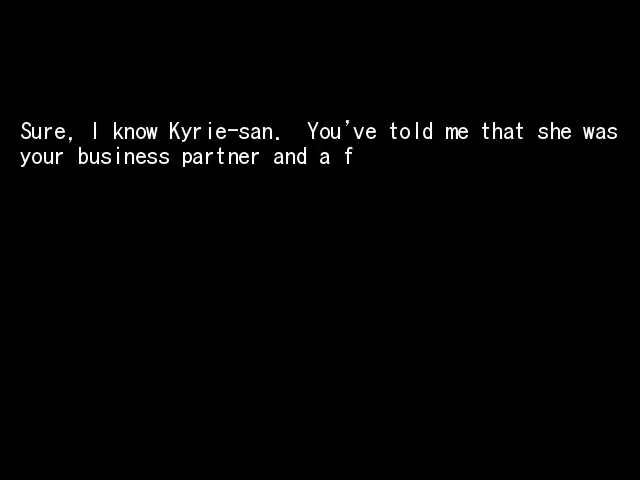 Sure, I know Kyrie-san.  You've told me that she was
your business partner and a f